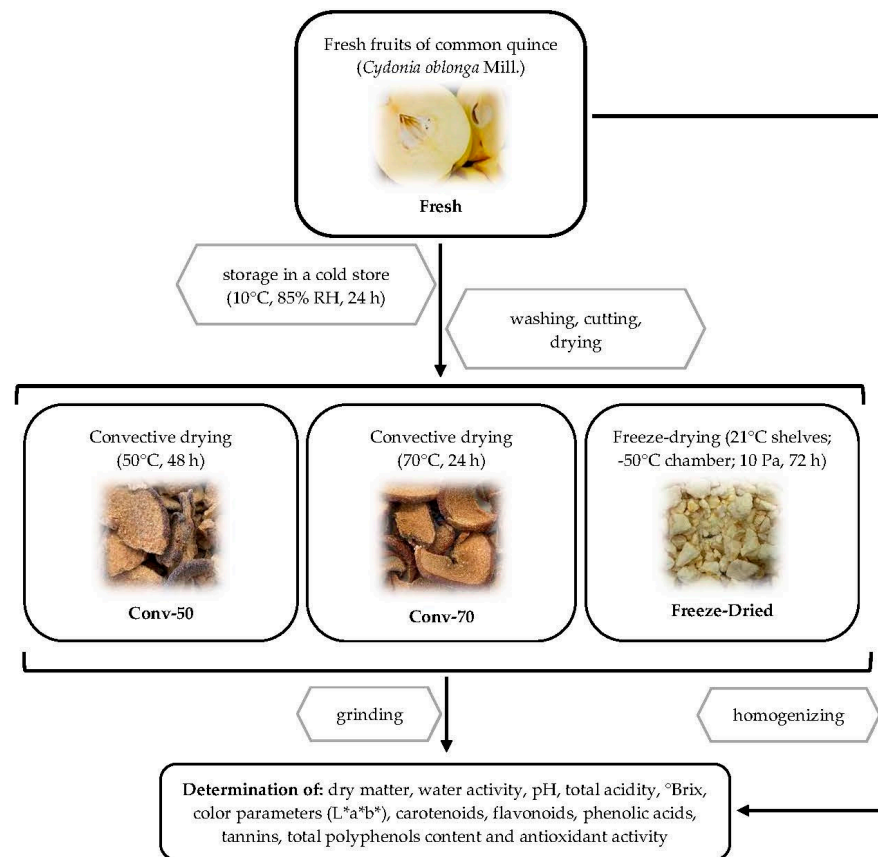 Fresh fruits of common quince
(Cydonia oblonga Mill.)
Fresh
storage in a cold store
(10°C, 85% RH, 24 h)
washing, cutting,
drying
Convective drying
(50°C, 48 h)
Conv-50
Convective drying
(70°C, 24 h)
Conv-70
Freeze-drying (21°C shelves;
-50°C chamber; 10 Pa, 72 h)
Freeze-Dried
grinding
homogenizing
Determination of: dry matter, water activity, pH, total acidity, °Brix,
color parameters (L*a*b*), carotenoids, flavonoids, phenolic acids,
tannins, total polyphenols content and antioxidant activity